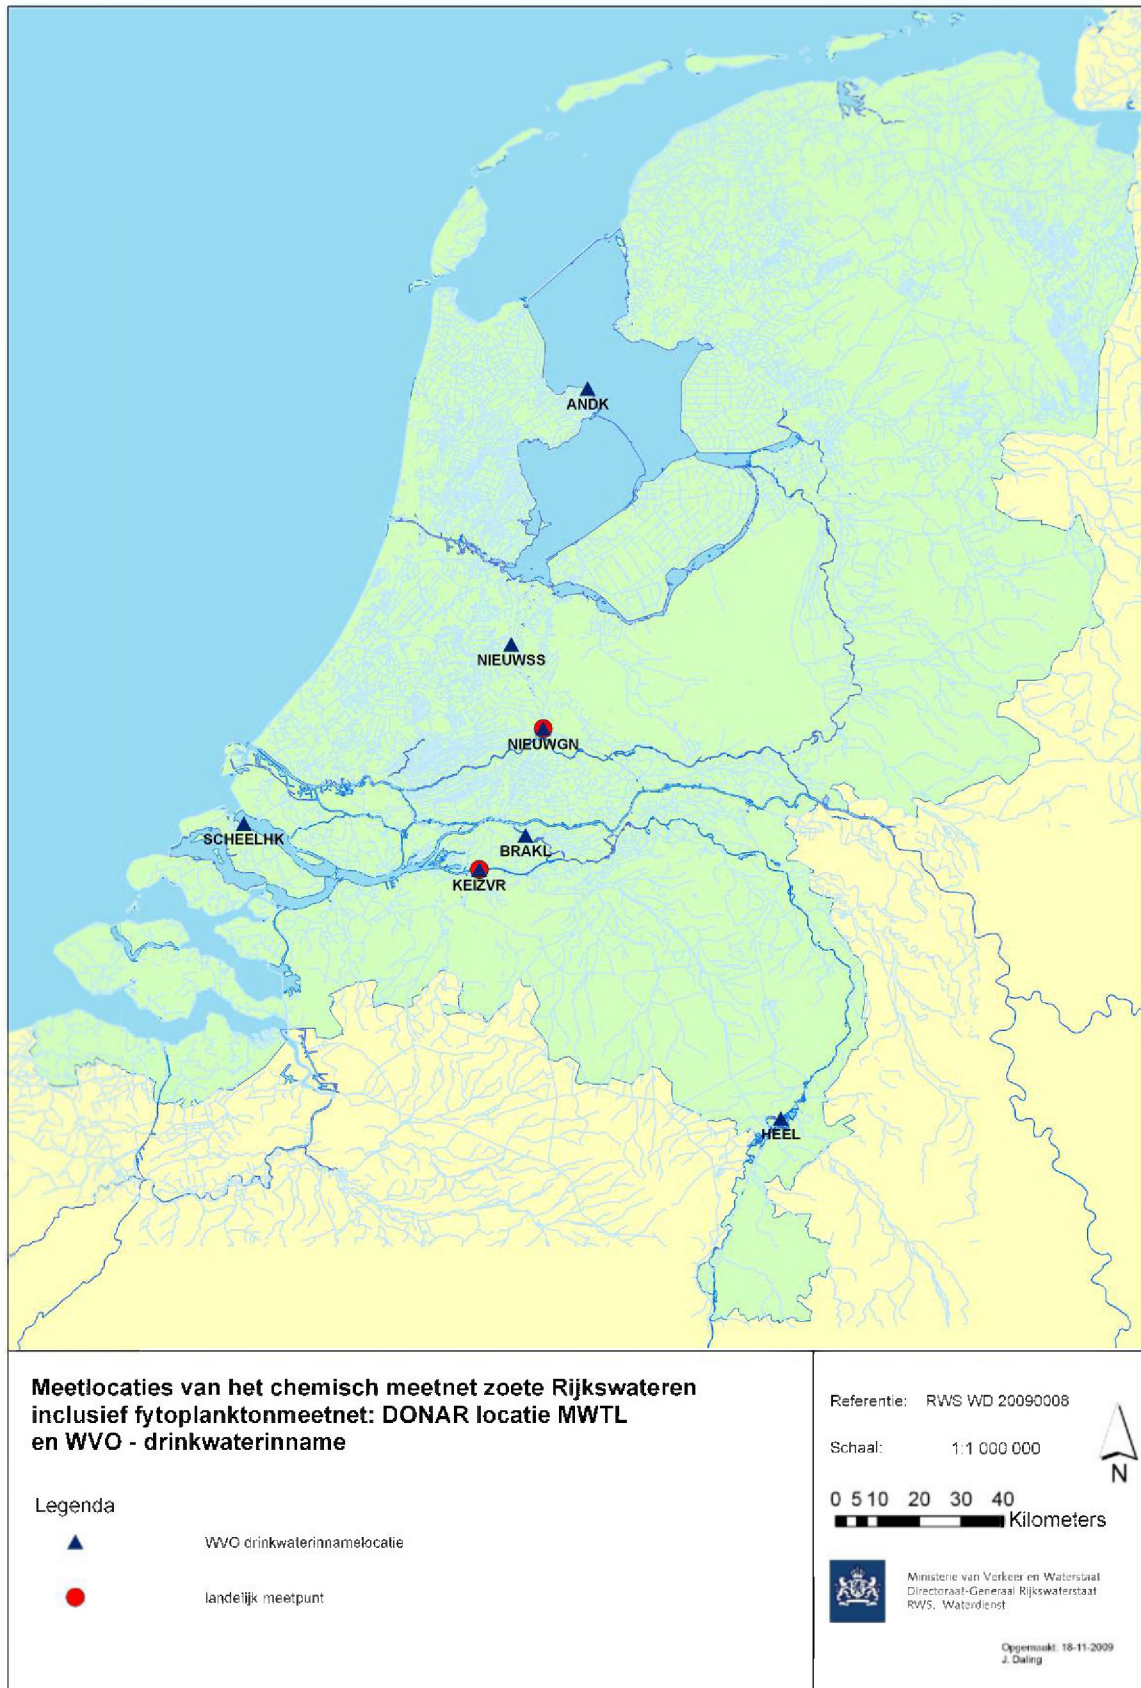 ANDK
NIEUWSS
NIEUWGN
SCHEELHK
BRAKL
KEIZVR
HEEL
Meetlocaties van het chemisch meetnet zoete Rijkswateren
inclusief fytoplanktonmeetnet: DONAR locatie MWTL
en WVO - drinkwaterinname
Legenda
WVO drinkwaterinnamelocatie
landelijk meetpunt
Referentie: RWS WD 20090008
Schaal: 1:1 000 000
N
0 5 10 20 30 40
Kilometers
Ministerie van Verkeer en Waterstaat
Directoraat-Generaal Rijkswaterstaat
RWS, Waterdienst
Opgemaakt: 18-11-2009
J. Daling